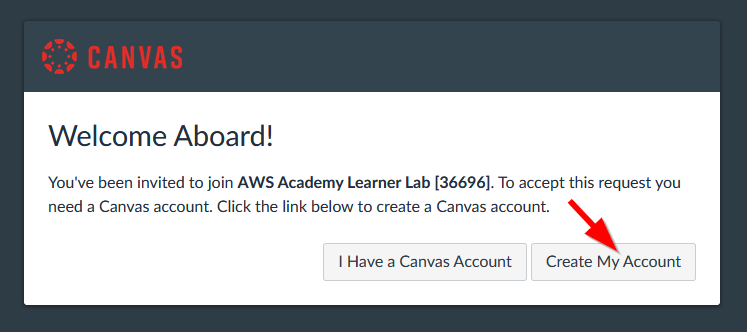 CANVAS
Welcome Aboard!
You've been invited to join AWS Academy Learner Lab [36696]. To accept this request you
need a Canvas account. Click the link below to create a Canvas account.
I Have a Canvas Account Create My Account